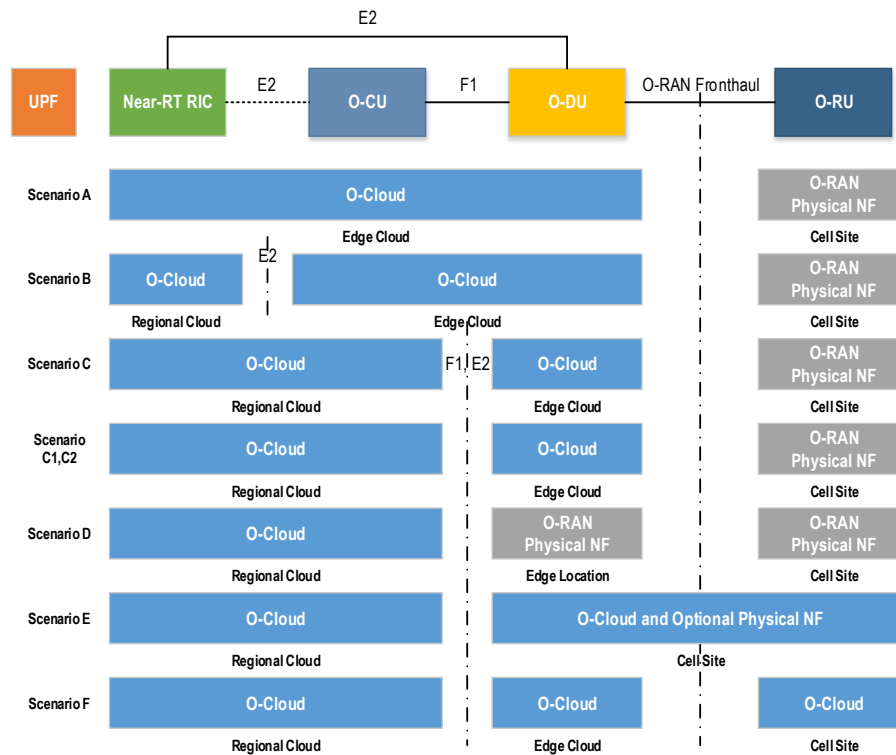 E2
UPF
Near-RT RIC
E2
O-CU
F1
O-DU
O-RAN Fronthaul
O-RU
Scenario A
O-Cloud
O-RAN
Physical NF
Edge Cloud
Cell Site
E2
Scenario B
O-Cloud
O-Cloud
O-RAN
Physical NF
Regional Cloud
Edge Cloud
Cell Site
Scenario C
O-Cloud
F1, E2
O-Cloud
O-RAN
Physical NF
Regional Cloud
Edge Cloud
Cell Site
Scenario
C1,C2
O-Cloud
O-Cloud
O-RAN
Physical NF
Regional Cloud
Edge Cloud
Cell Site
Scenario D
O-Cloud
O-RAN
Physical NF
O-RAN
Physical NF
Regional Cloud
Edge Location
Cell Site
Scenario E
O-Cloud
O-Cloud and Optional Physical NF
Regional Cloud
Cell Site
Scenario F
O-Cloud
O-Cloud
O-Cloud
Regional Cloud
Edge Cloud
Cell Site